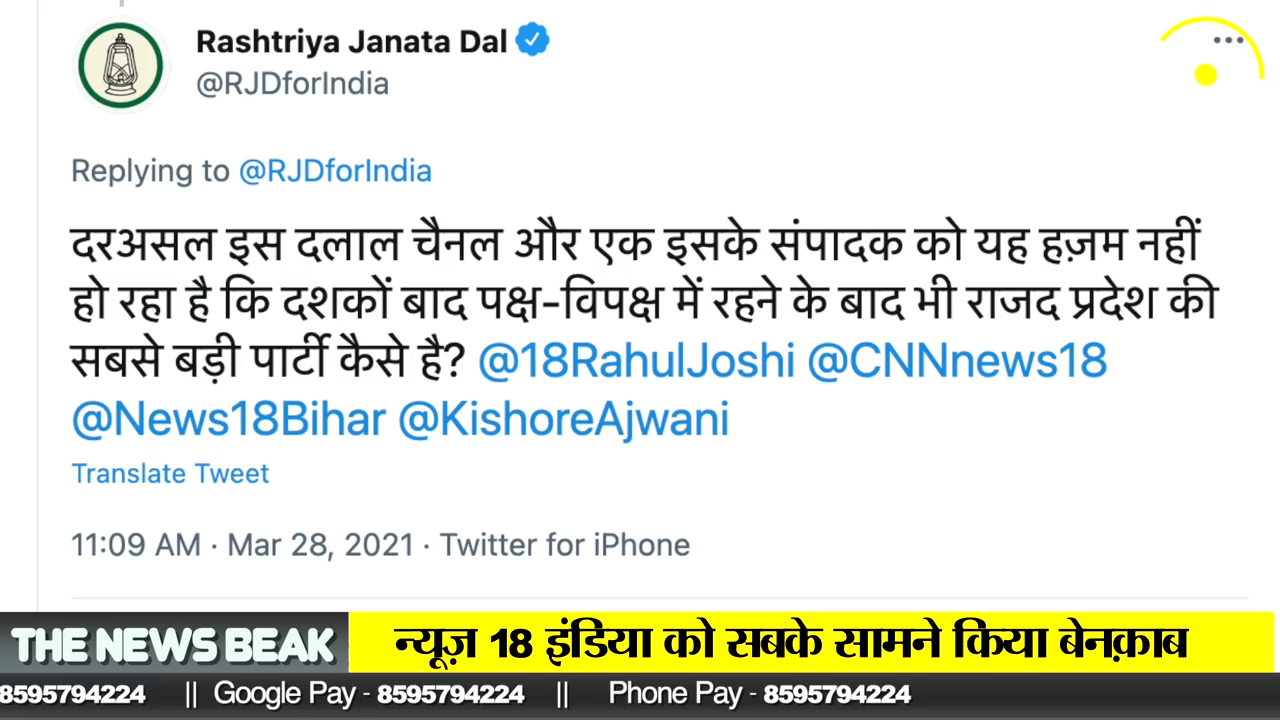 Rashtriya Janata Dal
@RJDforIndia
Replying to @RJDforIndia
दरअसल इस दलाल चैनल और एक इसके संपादक को यह हज़म नहीं
हो रहा है कि दशकों बाद पक्ष-विपक्ष में रहने के बाद भी राजद प्रदेश की
सबसे बड़ी पार्टी कैसे है? @18RahulJoshi @CNNnews18
@News18Bihar @KishoreAjwani
Translate Tweet
11:09 AM · Mar 28, 2021 · Twitter for iPhone
THE NEWS BEAK न्यूज़ 18 इंडिया को सबके सामने किया बेनक़ाब
8595794224 || Google Pay - 8595794224 || Phone Pay - 8595794224